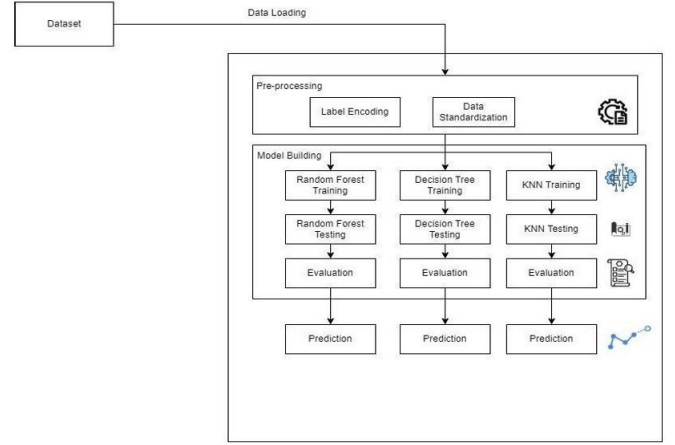 Dataset
Data Loading
Pre-processing
Label Encoding
Data
Standardization
Model Building
Random Forest
Training
Decision Tree
Training
KNN Training
Random Forest
Testing
Decision Tree
Testing
KNN Testing
Evaluation
Evaluation
Evaluation
Prediction
Prediction
Prediction